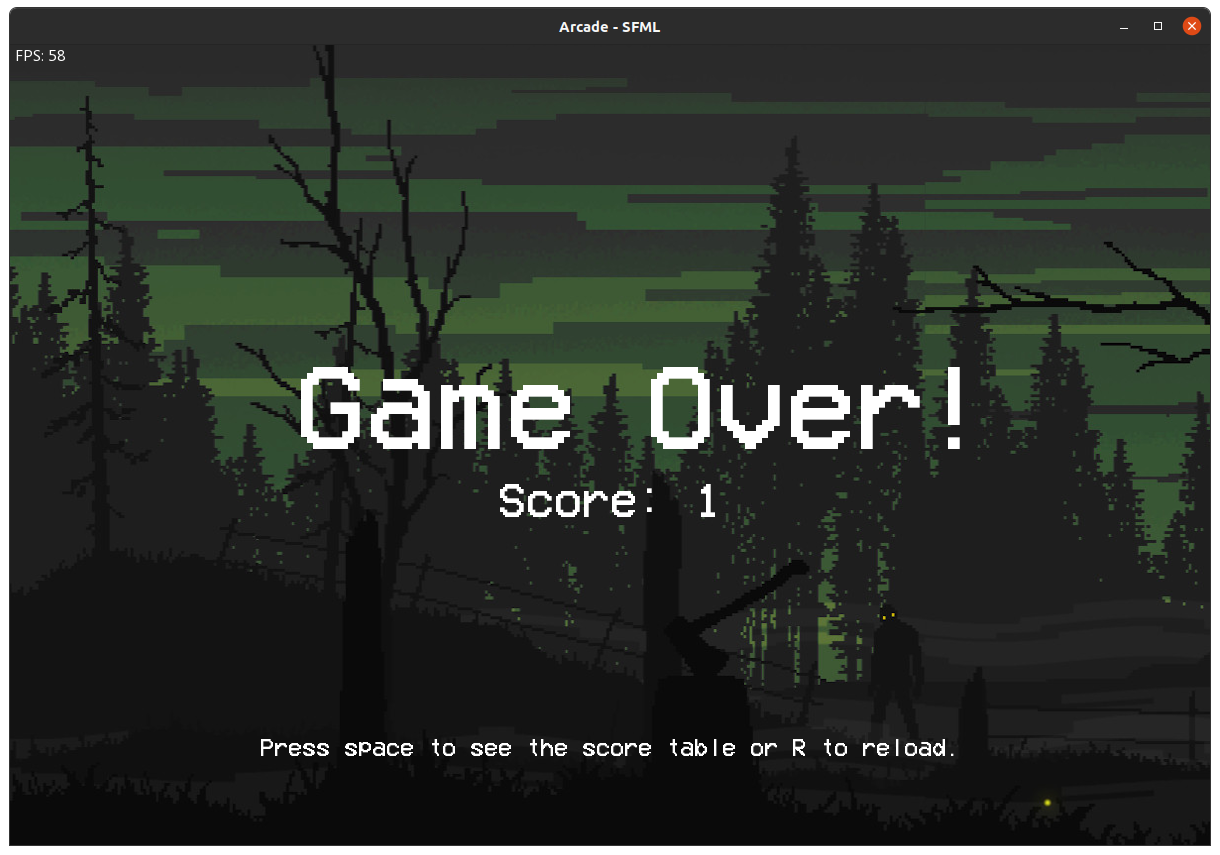 Arcade - SFML
FPS: 58
Game Over!
Score: 1
Press space to see the score table or R to reload.